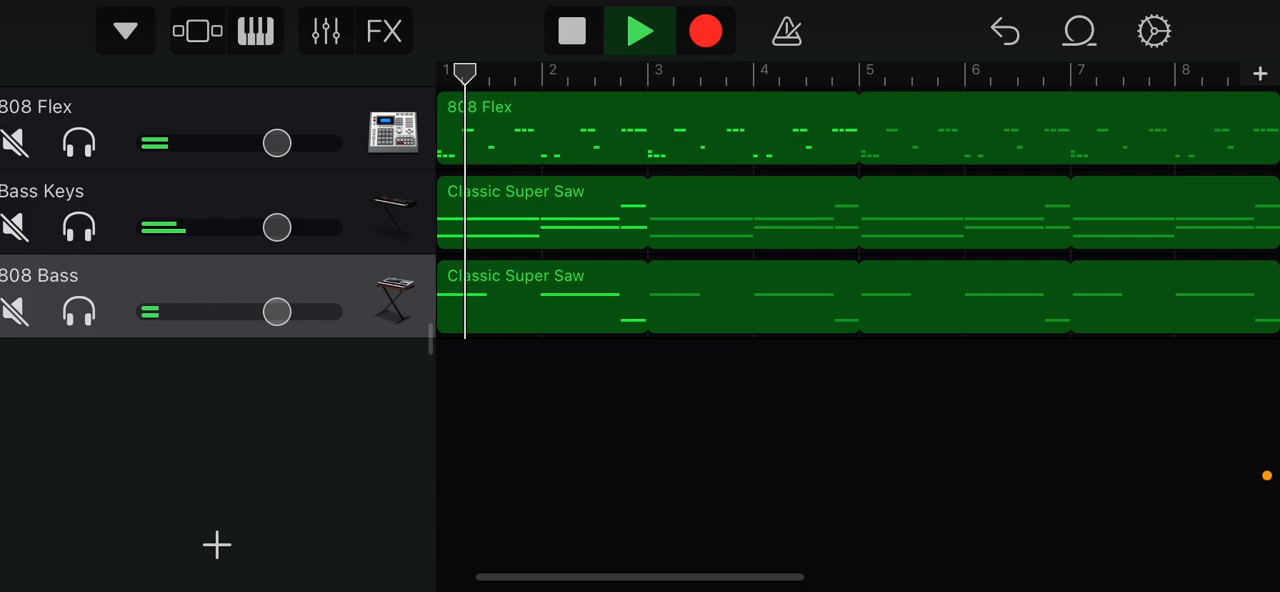 FX
1 2 3 4 5 6 7 8 +
808 Flex
808 Flex
Bass Keys
Classic Super Saw
808 Bass
Classic Super Saw
+